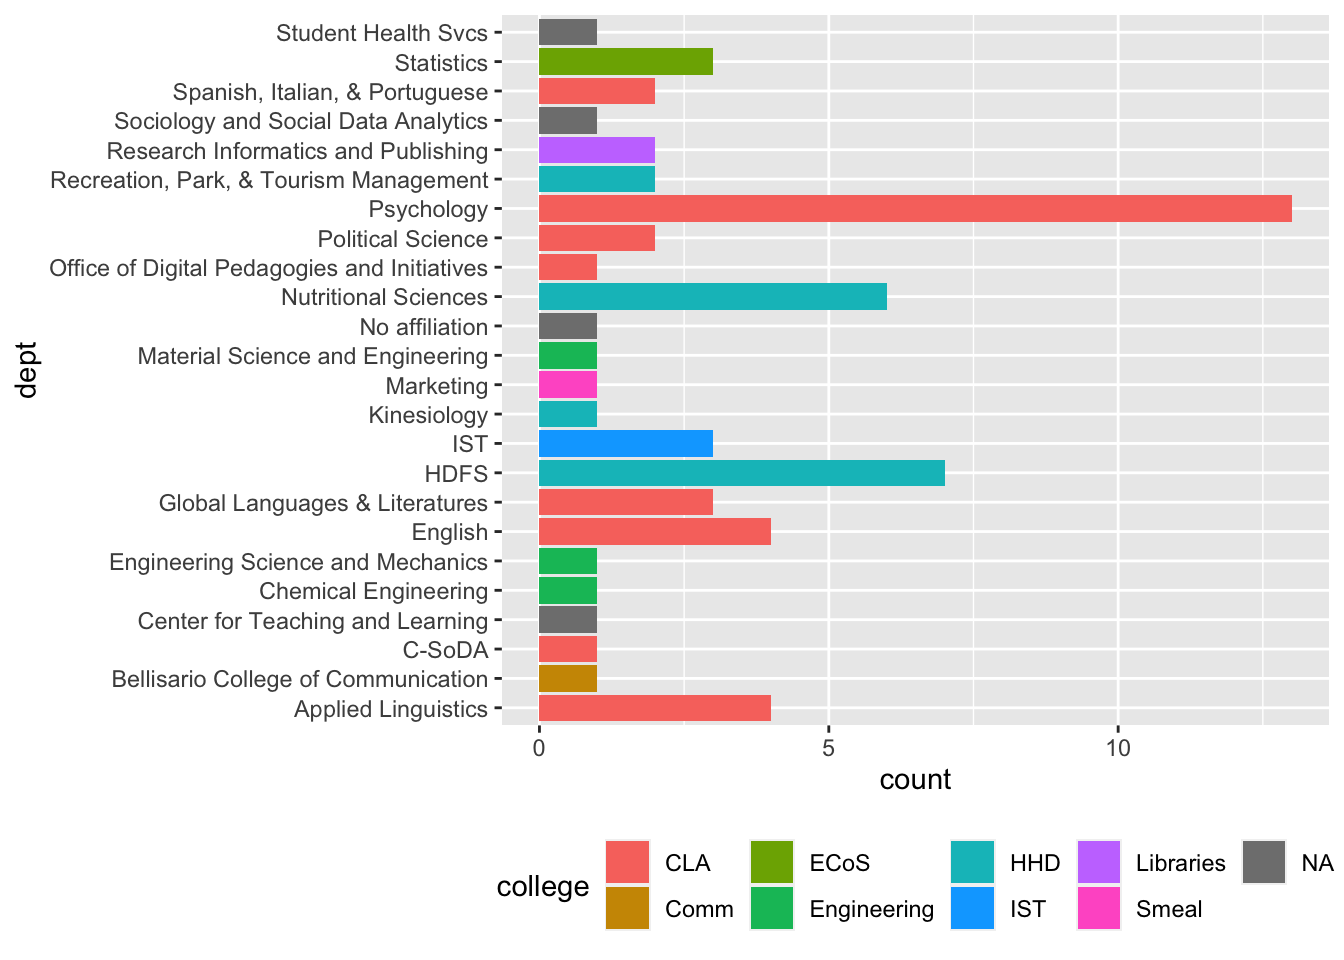 Student Health Svcs
Statistics
Spanish, Italian, & Portuguese
Sociology and Social Data Analytics
Research Informatics and Publishing
Recreation, Park, & Tourism Management
Psychology
Political Science
Office of Digital Pedagogies and Initiatives
Nutritional Sciences
No affiliation
Material Science and Engineering
Marketing
Kinesiology
IST
HDFS
Global Languages & Literatures
English
Engineering Science and Mechanics
Chemical Engineering
Center for Teaching and Learning
C-SoDA
Bellisario College of Communication
Applied Linguistics
dept
0 5 10
count
college
CLA ECoS HHD Libraries NA
Comm Engineering IST Smeal